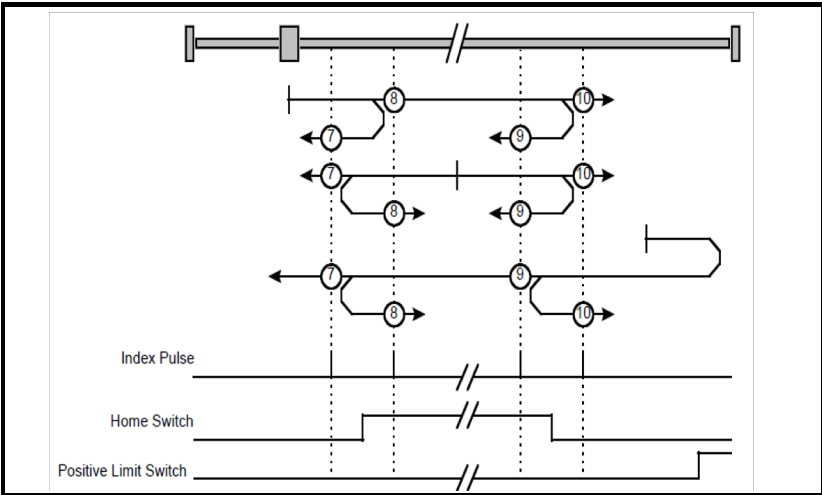 8 10
7 9
7 10
8 9
7 9
8 10
Index Pulse
Home Switch
Positive Limit Switch